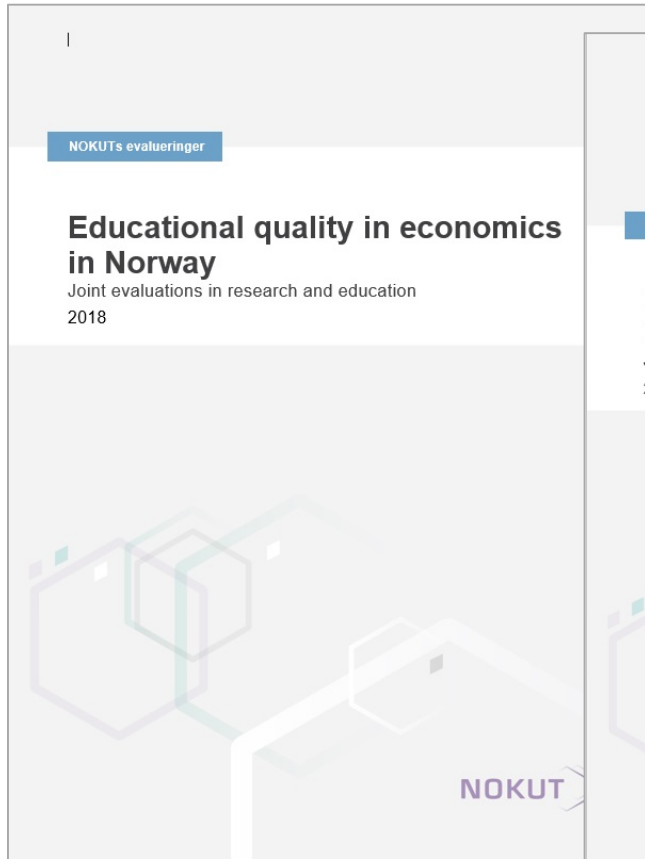 NOKUTs evalueringer
Educational quality in economics
in Norway
Joint evaluations in research and education
2018
NOKUT